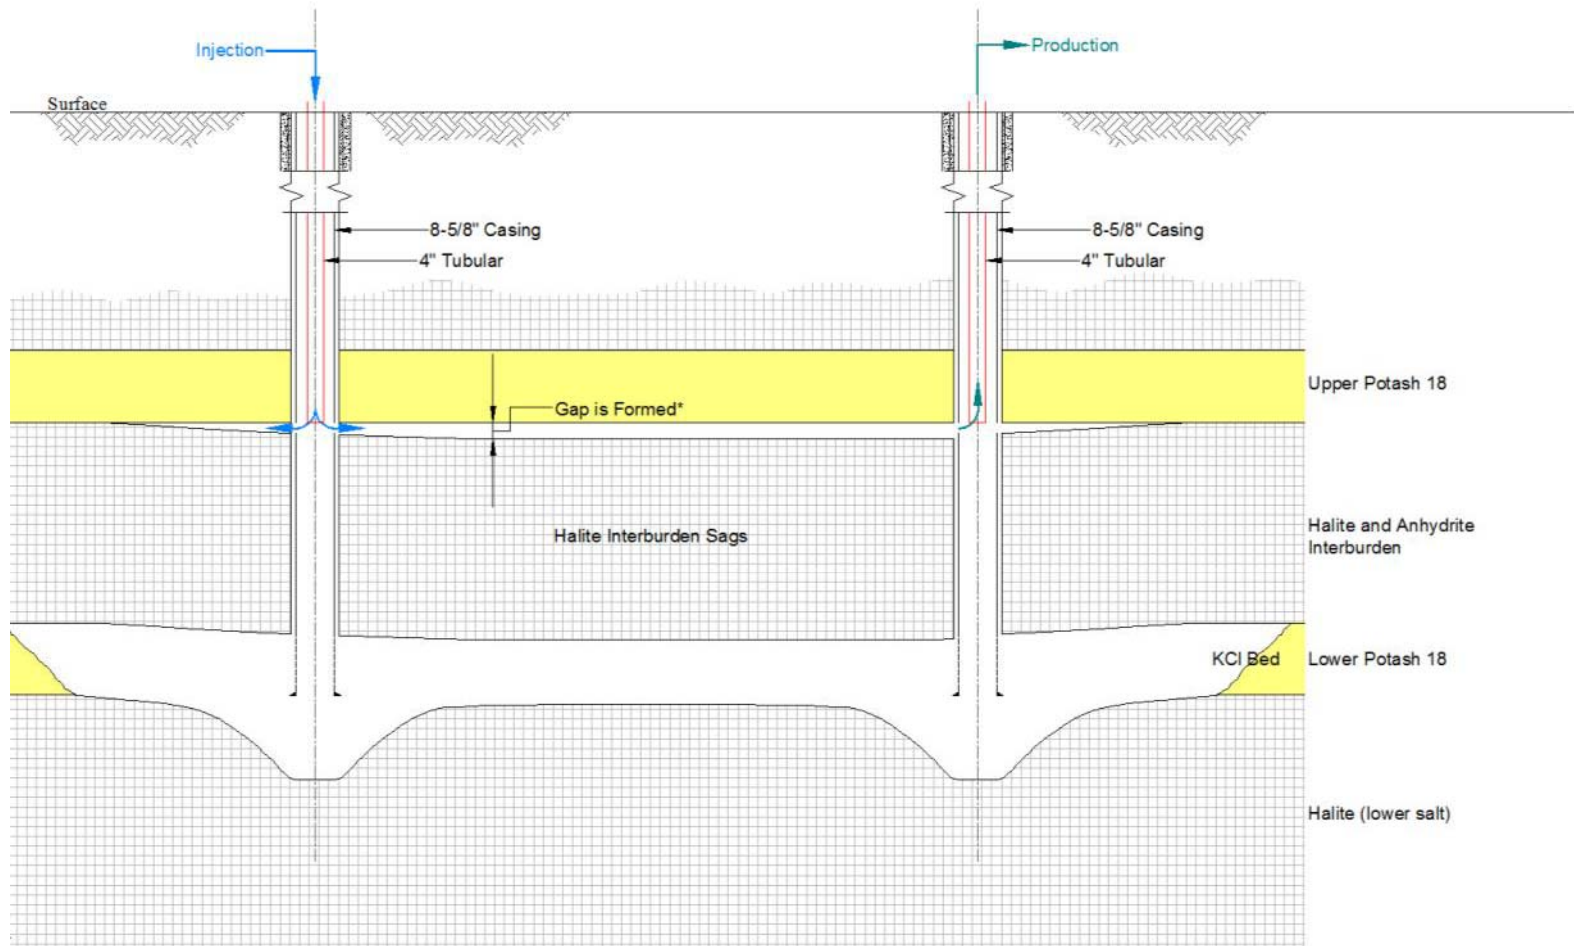 Injection
Production
Surface
8-5/8" Casing
8-5/8" Casing
4" Tubular
4" Tubular
Upper Potash 18
Gap is Formed*
Halite Interburden Sags
Halite and Anhydrite
Interburden
KCl Bed
Lower Potash 18
Halite (lower salt)